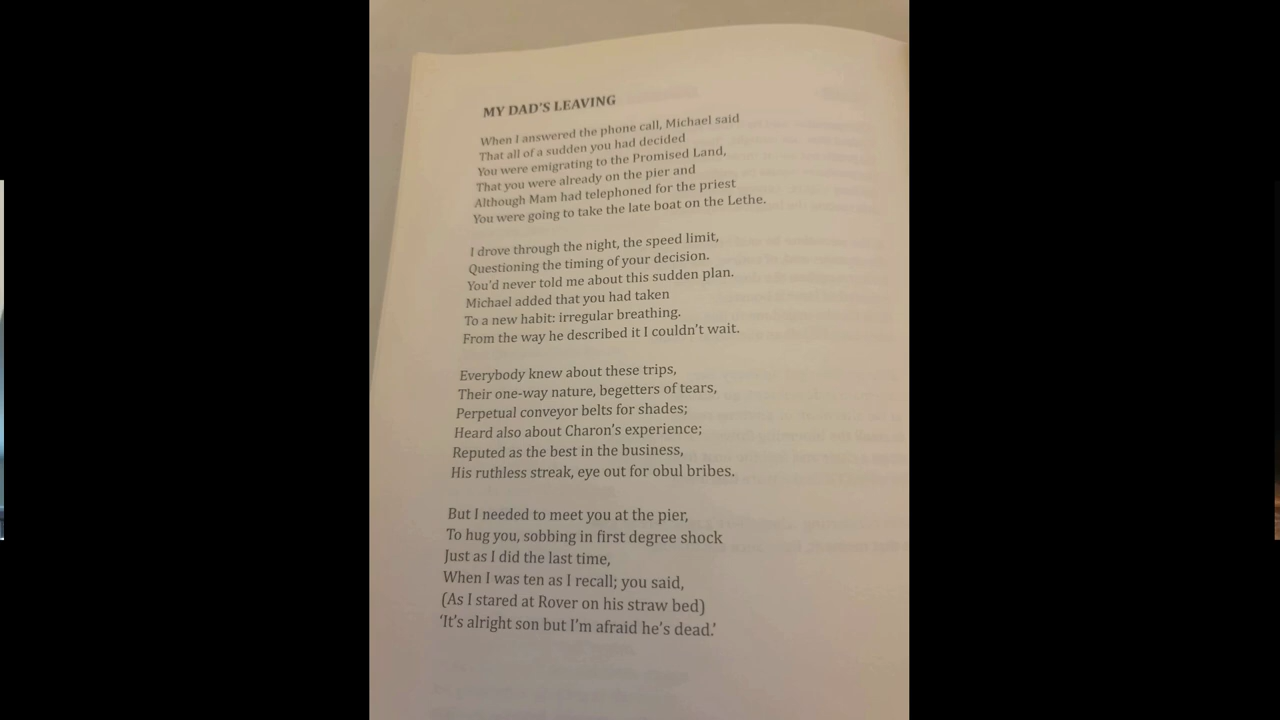 MY DAD'S LEAVING
When I answered the phone call, Michael said
That all of a sudden you had decided
You were emigrating to the Promised Land,
That you were already on the pier and
Although Mam had telephoned for the priest
You were going to take the late boat on the Lethe.
I drove through the night, the speed limit,
Questioning the timing of your decision.
You'd never told me about this sudden plan.
Michael added that you had taken
To a new habit: irregular breathing.
From the way he described it I couldn't wait.
Everybody knew about these trips,
Their one-way nature, begetters of tears,
Perpetual conveyor belts for shades;
Heard also about Charon's experience;
Reputed as the best in the business,
His ruthless streak, eye out for obul bribes.
But I needed to meet you at the pier,
To hug you, sobbing in first degree shock
Just as I did the last time,
When I was ten as I recall; you said,
(As I stared at Rover on his straw bed)
'It's alright son but I'm afraid he's dead.'